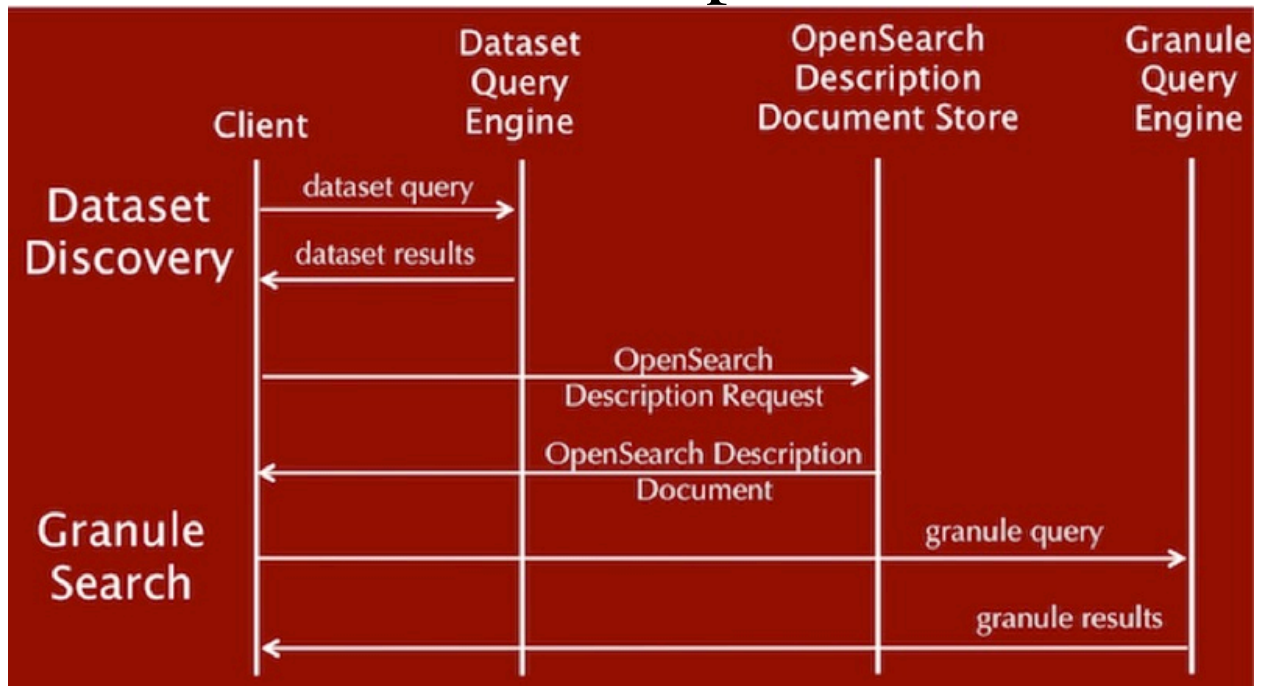 Dataset
Query
Engine
OpenSearch
Description
Document Store
Granule
Query
Engine
Client
Dataset
Discovery
dataset query
dataset results
OpenSearch
Description Request
OpenSearch Description
Document
Granule
Search
granule query
granule results